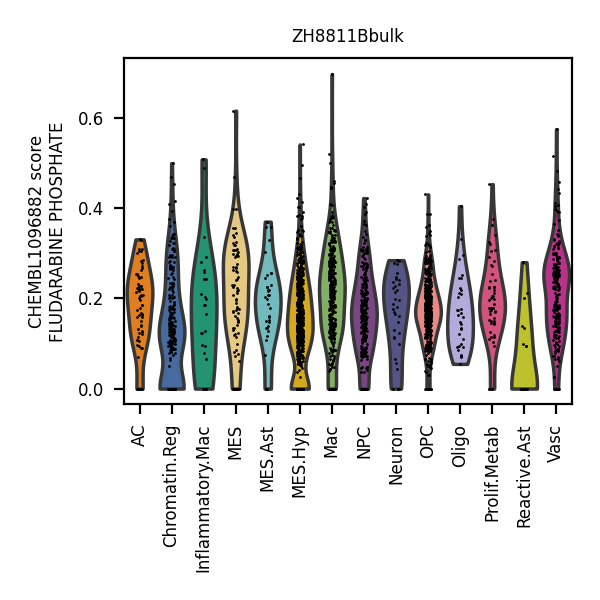 ZH8811Bbulk
CHEMBL1096882 score
FLUDARABINE PHOSPHATE
0.6
0.4
0.2
0.0
AC
Chromatin.Reg
Inflammatory.Mac
MES
MES.Ast
MES.Hyp
Mac
NPC
Neuron
OPC
Oligo
Prolif.Metab
Reactive.Ast
Vasc